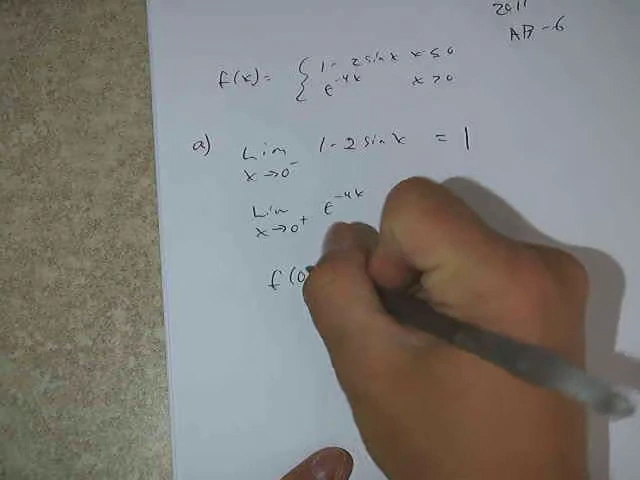 2011
AB-6
f(x) = { 1 - 2 sin x x ≤ 0
e^-4x x > 0
a) Lim x→0^- 1 - 2 sin x = 1
Lim x→0^+ e^-4x
f(0